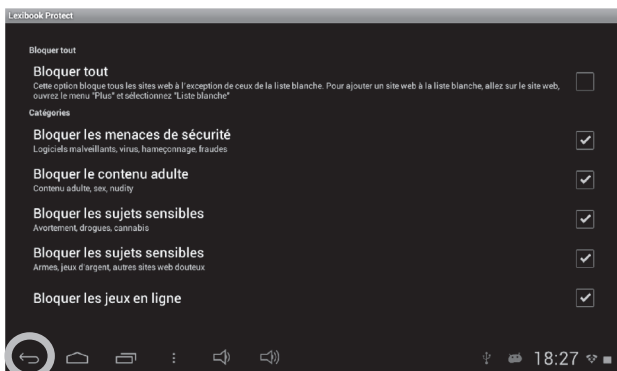 Lexibook Protect
Bloquer tout
Bloquer tout
Cette option bloque tous les sites web à l'exception de ceux de la liste blanche. Pour ajouter un site web à la liste blanche, allez sur le site web,
ouvrez le menu "Plus" et sélectionnez "Liste blanche"
Catégories
Bloquer les menaces de sécurité
Logiciels malveillants, virus, hameçonnage, fraudes
Bloquer le contenu adulte
Contenu adulte, sex, nudity
Bloquer les sujets sensibles
Avortement, drogues, cannabis
Bloquer les sujets sensibles
Armes, jeux d'argent, autres sites web douteux
Bloquer les jeux en ligne
18:27